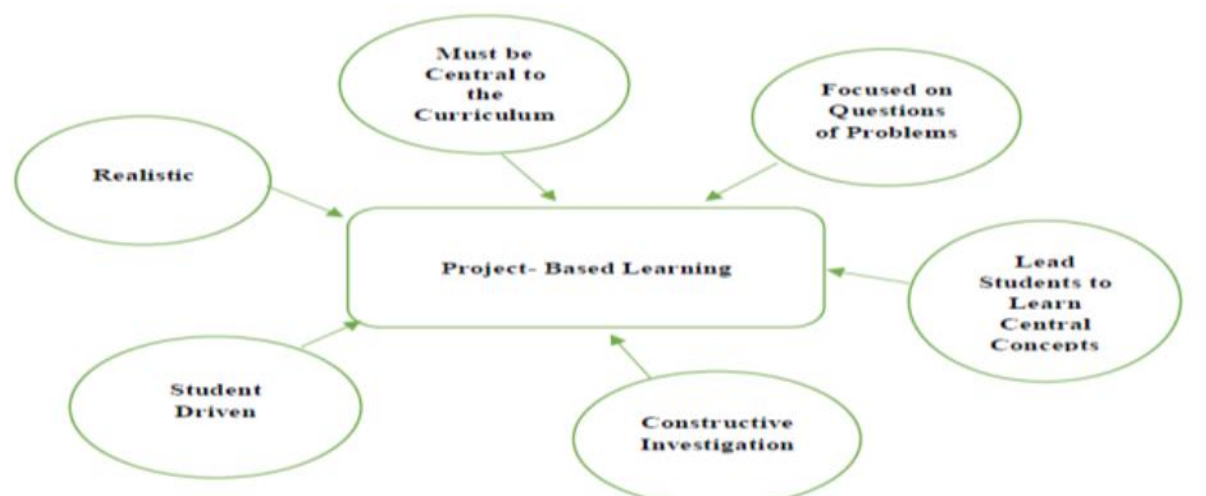 Must be
Central to
the
Curriculum
Focused on
Questions
of Problems
Realistic
Project- Based Learning
Lead
Students to
Learn
Central
Concepts
Student
Driven
Constructive
Investigation